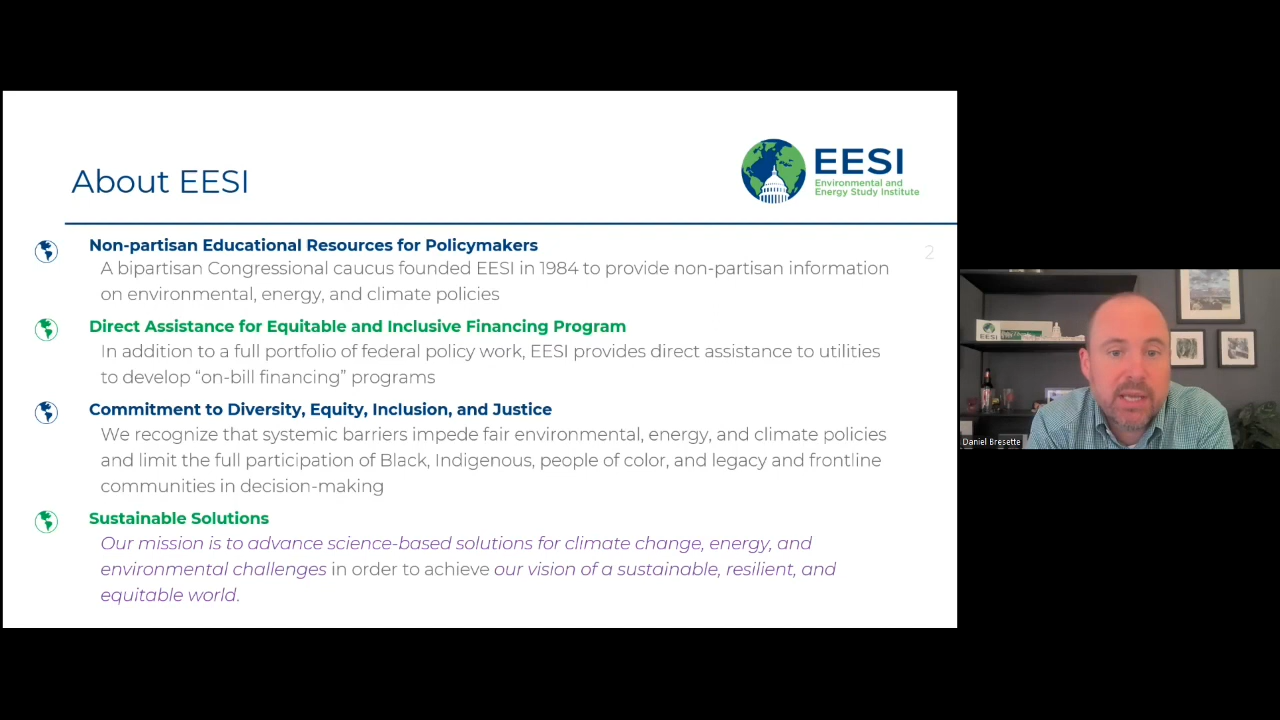 About EESI
EESI
Environmental and
Energy Study Institute
2
Non-partisan Educational Resources for Policymakers
A bipartisan Congressional caucus founded EESI in 1984 to provide non-partisan information
on environmental, energy, and climate policies
Direct Assistance for Equitable and Inclusive Financing Program
In addition to a full portfolio of federal policy work, EESI provides direct assistance to utilities
to develop “on-bill financing” programs
Commitment to Diversity, Equity, Inclusion, and Justice
We recognize that systemic barriers impede fair environmental, energy, and climate policies
and limit the full participation of Black, Indigenous, people of color, and legacy and frontline
communities in decision-making
Sustainable Solutions
Our mission is to advance science-based solutions for climate change, energy, and
environmental challenges in order to achieve our vision of a sustainable, resilient, and
equitable world.
EESI
Daniel Bresette